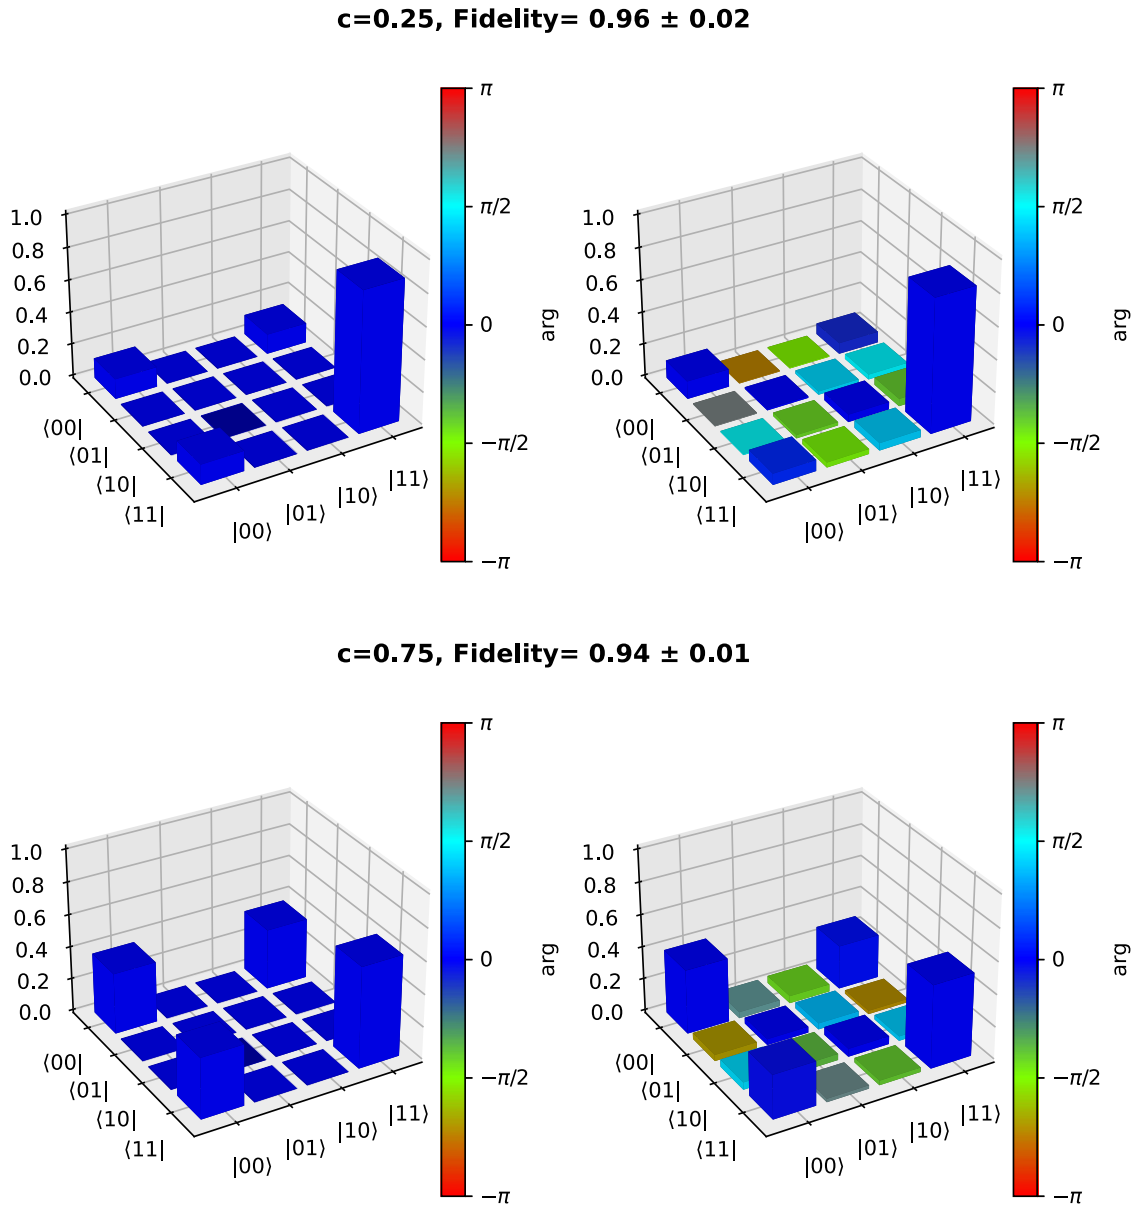 c=0.25, Fidelity= 0.96 ± 0.02
1.0
0.8
0.6
0.4
0.2
0.0
⟨00|
⟨01|
⟨10|
⟨11|
|00⟩
|01⟩
|10⟩
|11⟩
π
π/2
0
−π/2
−π
arg
1.0
0.8
0.6
0.4
0.2
0.0
⟨00|
⟨01|
⟨10|
⟨11|
|00⟩
|01⟩
|10⟩
|11⟩
π
π/2
0
−π/2
−π
arg
c=0.75, Fidelity= 0.94 ± 0.01
1.0
0.8
0.6
0.4
0.2
0.0
⟨00|
⟨01|
⟨10|
⟨11|
|00⟩
|01⟩
|10⟩
|11⟩
π
π/2
0
−π/2
−π
arg
1.0
0.8
0.6
0.4
0.2
0.0
⟨00|
⟨01|
⟨10|
⟨11|
|00⟩
|01⟩
|10⟩
|11⟩
π
π/2
0
−π/2
−π
arg